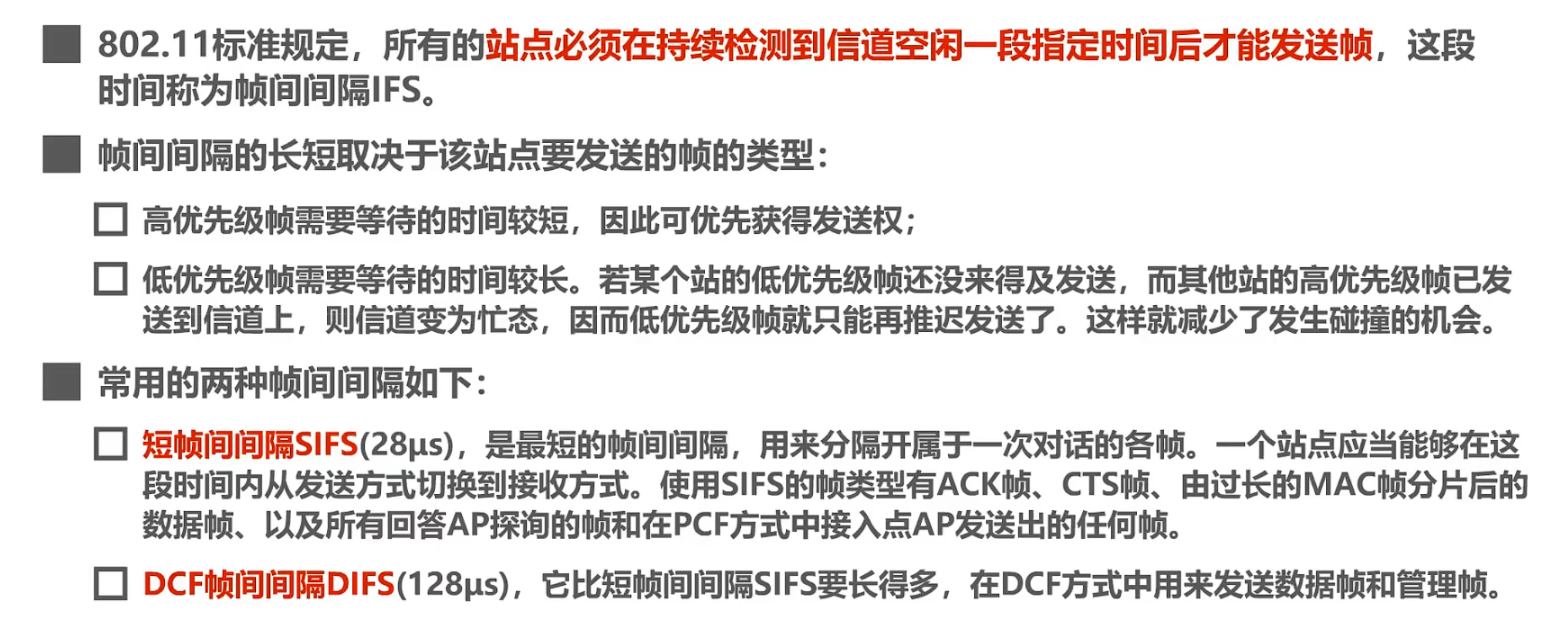 802.11标准规定，所有的站点必须在持续检测到信道空闲一段指定时间后才能发送帧，这段
时间称为帧间间隔IFS。
帧间间隔的长短取决于该站点要发送的帧的类型：
高优先级帧需要等待的时间较短，因此可优先获得发送权；
低优先级帧需要等待的时间较长。若某个站的低优先级帧还没来得及发送，而其他站的高优先级帧已发
送到信道上，则信道变为忙态，因而低优先级帧就只能再推迟发送了。这样就减少了发生碰撞的机会。
常用的两种帧间间隔如下：
短帧间间隔SIFS(28μs)，是最短的帧间间隔，用来分隔开属于一次对话的各帧。一个站点应当能够在这
段时间内从发送方式切换到接收方式。使用SIFS的帧类型有ACK帧、CTS帧、由过长的MAC帧分片后的
数据帧、以及所有回答AP探询的帧和在PCF方式中接入点AP发送出的任何帧。
DCF帧间间隔DIFS(128μs)，它比短帧间间隔SIFS要长得多，在DCF方式中用来发送数据帧和管理帧。